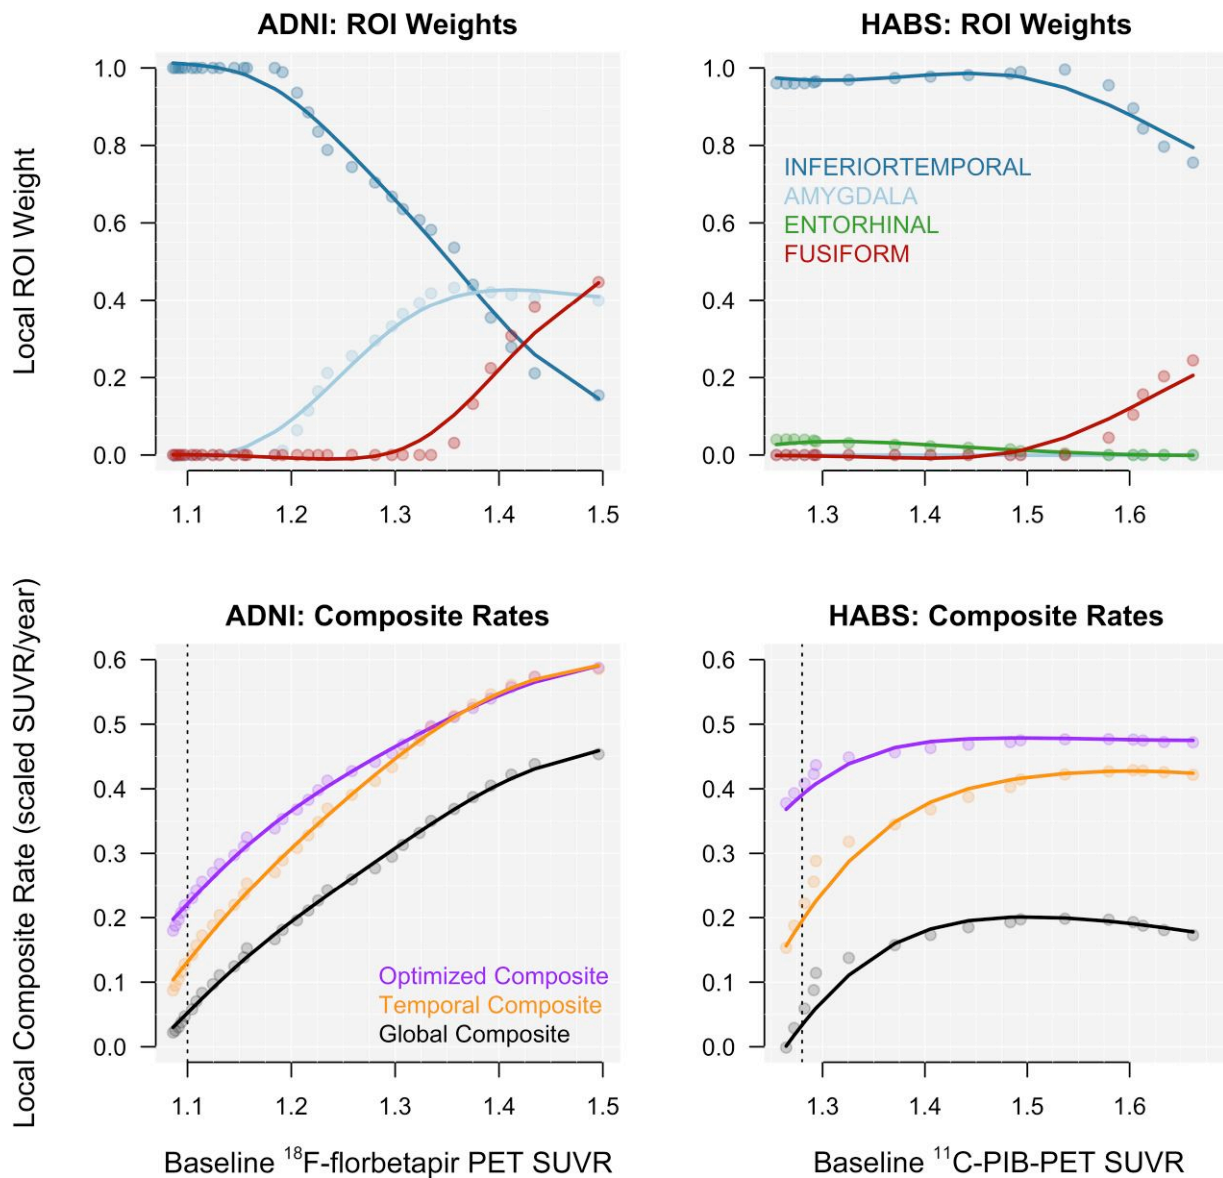 ADNI: ROI Weights
HABS: ROI Weights
Local ROI Weight
1.0
0.8
0.6
0.4
0.2
0.0
1.1 1.2 1.3 1.4 1.5
1.0
0.8
0.6
0.4
0.2
0.0
INFERIORTEMPORAL
AMYGDALA
ENTORHINAL
FUSIFORM
1.3 1.4 1.5 1.6
ADNI: Composite Rates
HABS: Composite Rates
Local Composite Rate (scaled SUVR/year)
0.6
0.5
0.4
0.3
0.2
0.1
0.0
Optimized Composite
Temporal Composite
Global Composite
1.1 1.2 1.3 1.4 1.5
Baseline ¹⁸F-florbetapir PET SUVR
0.6
0.5
0.4
0.3
0.2
0.1
0.0
1.3 1.4 1.5 1.6
Baseline ¹¹C-PIB-PET SUVR